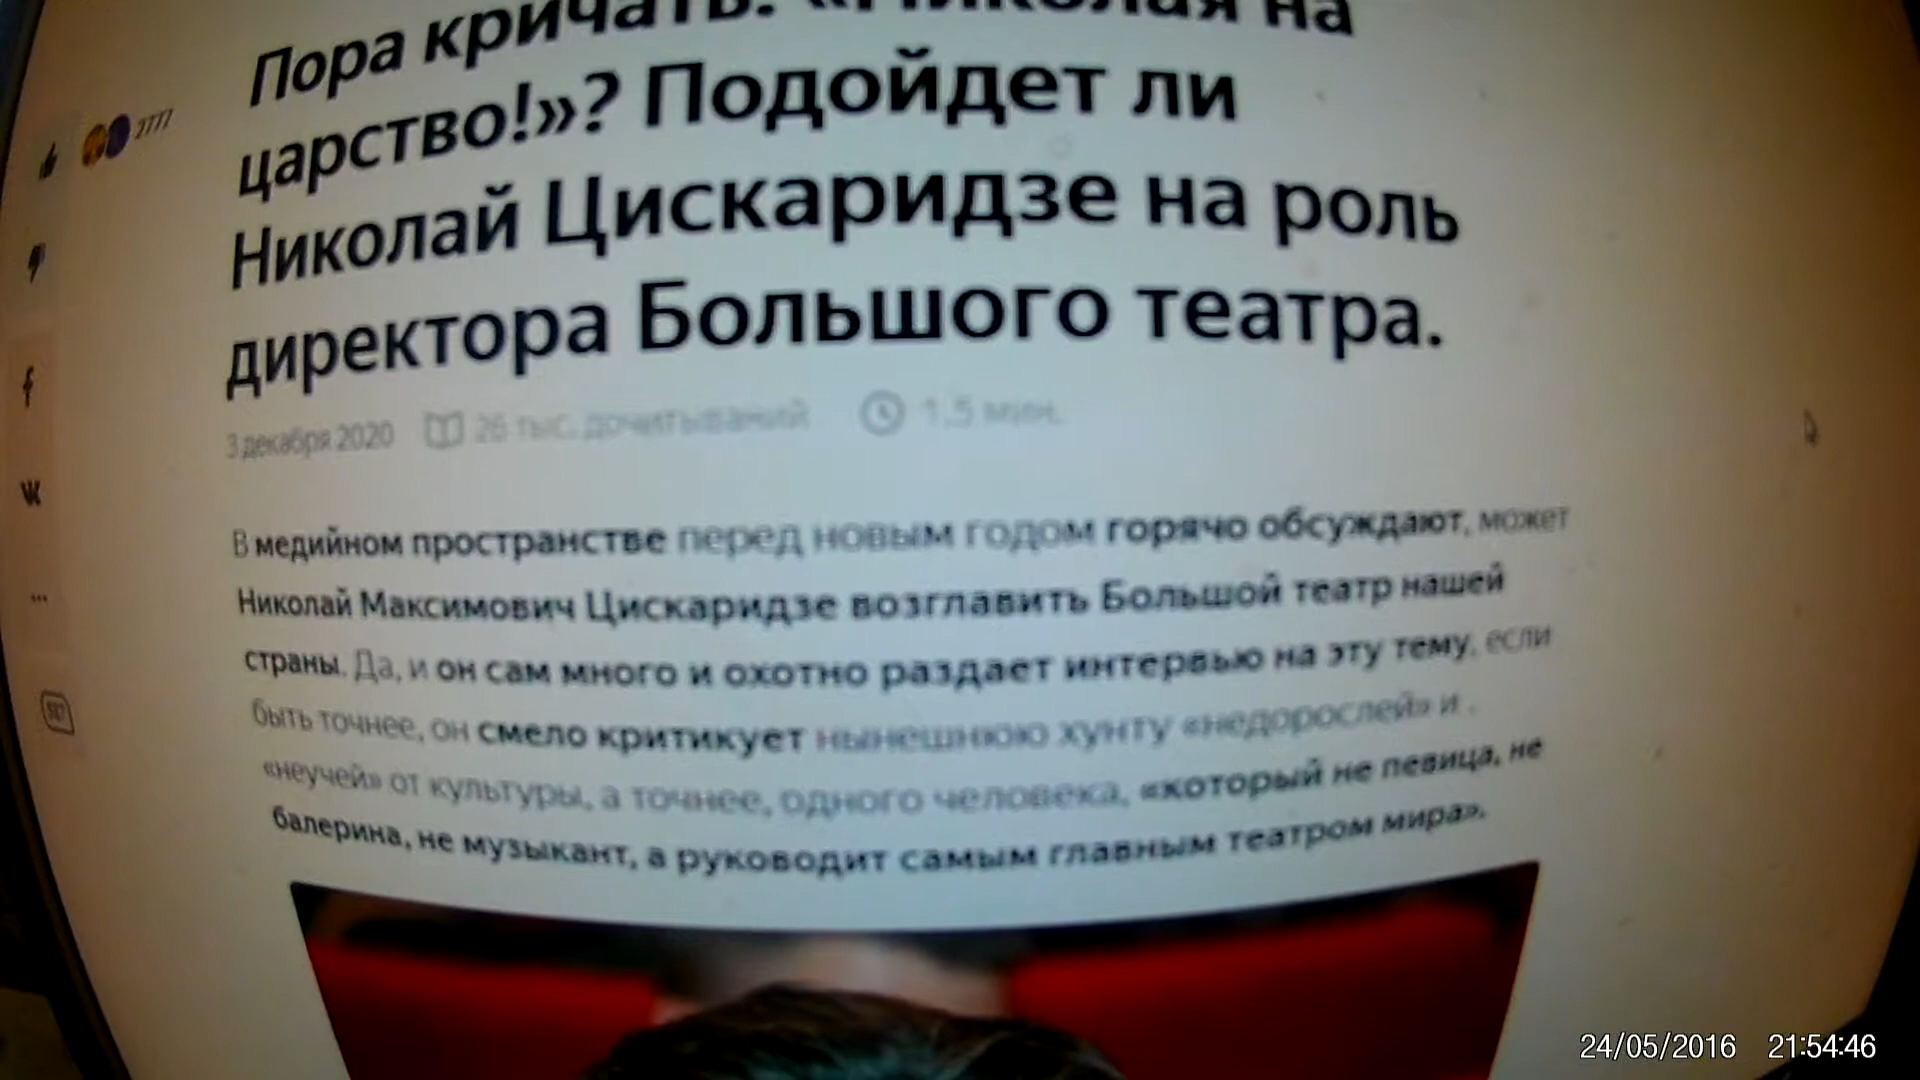 Пора кричать: «Николая на
царство!»? Подойдет ли
Николай Цискаридзе на роль
директора Большого театра.
2777
3 декабря 2020 26 тыс. дочитываний 1,5 мин.
В медийном пространстве перед новым годом горячо обсуждают, может
Николай Максимович Цискаридзе возглавить Большой театр нашей
страны. Да, и он сам много и охотно раздает интервью на эту тему, если
быть точнее, он смело критикует нынешнюю хунту «недорослей» и
«неучей» от культуры, а точнее, одного человека, «который не певица, не
балерина, не музыкант, а руководит самым главным театром мира».
24/05/2016 21:54:46